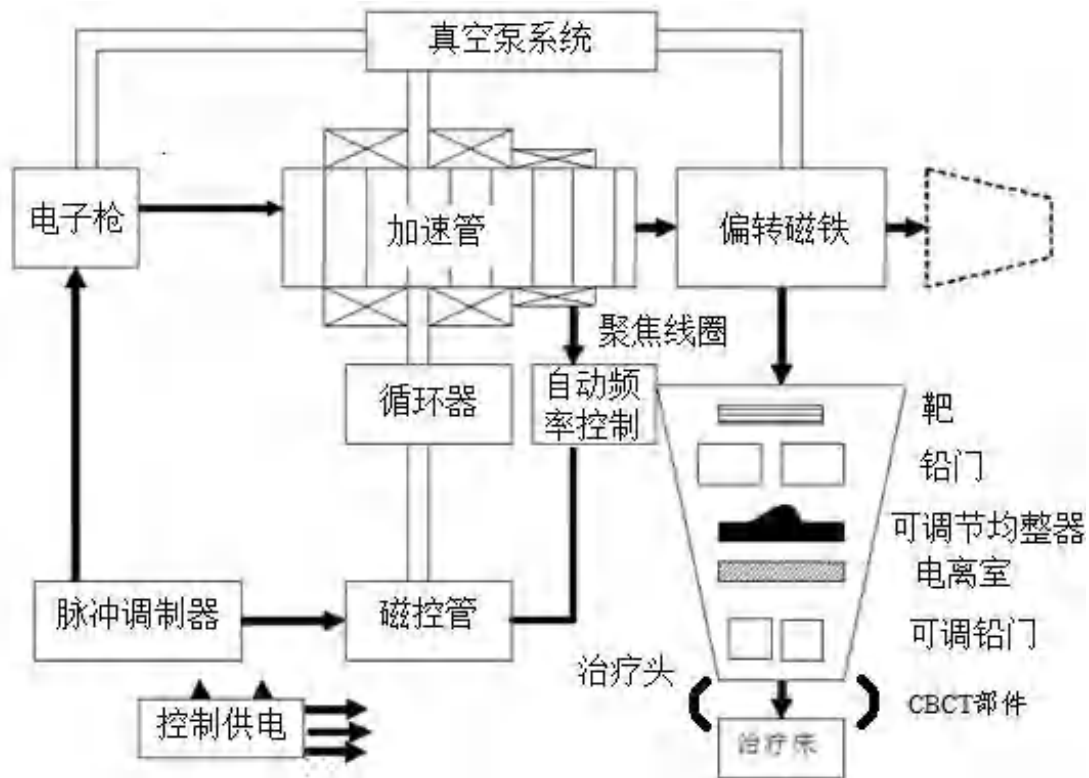 真空泵系统
电子枪
加速管
偏转磁铁
聚焦线圈
循环器
自动频
率控制
靶
铅门
可调节均整器
电离室
脉冲调制器
磁控管
可调铅门
治疗头
CBCT部件
控制供电
治疗床